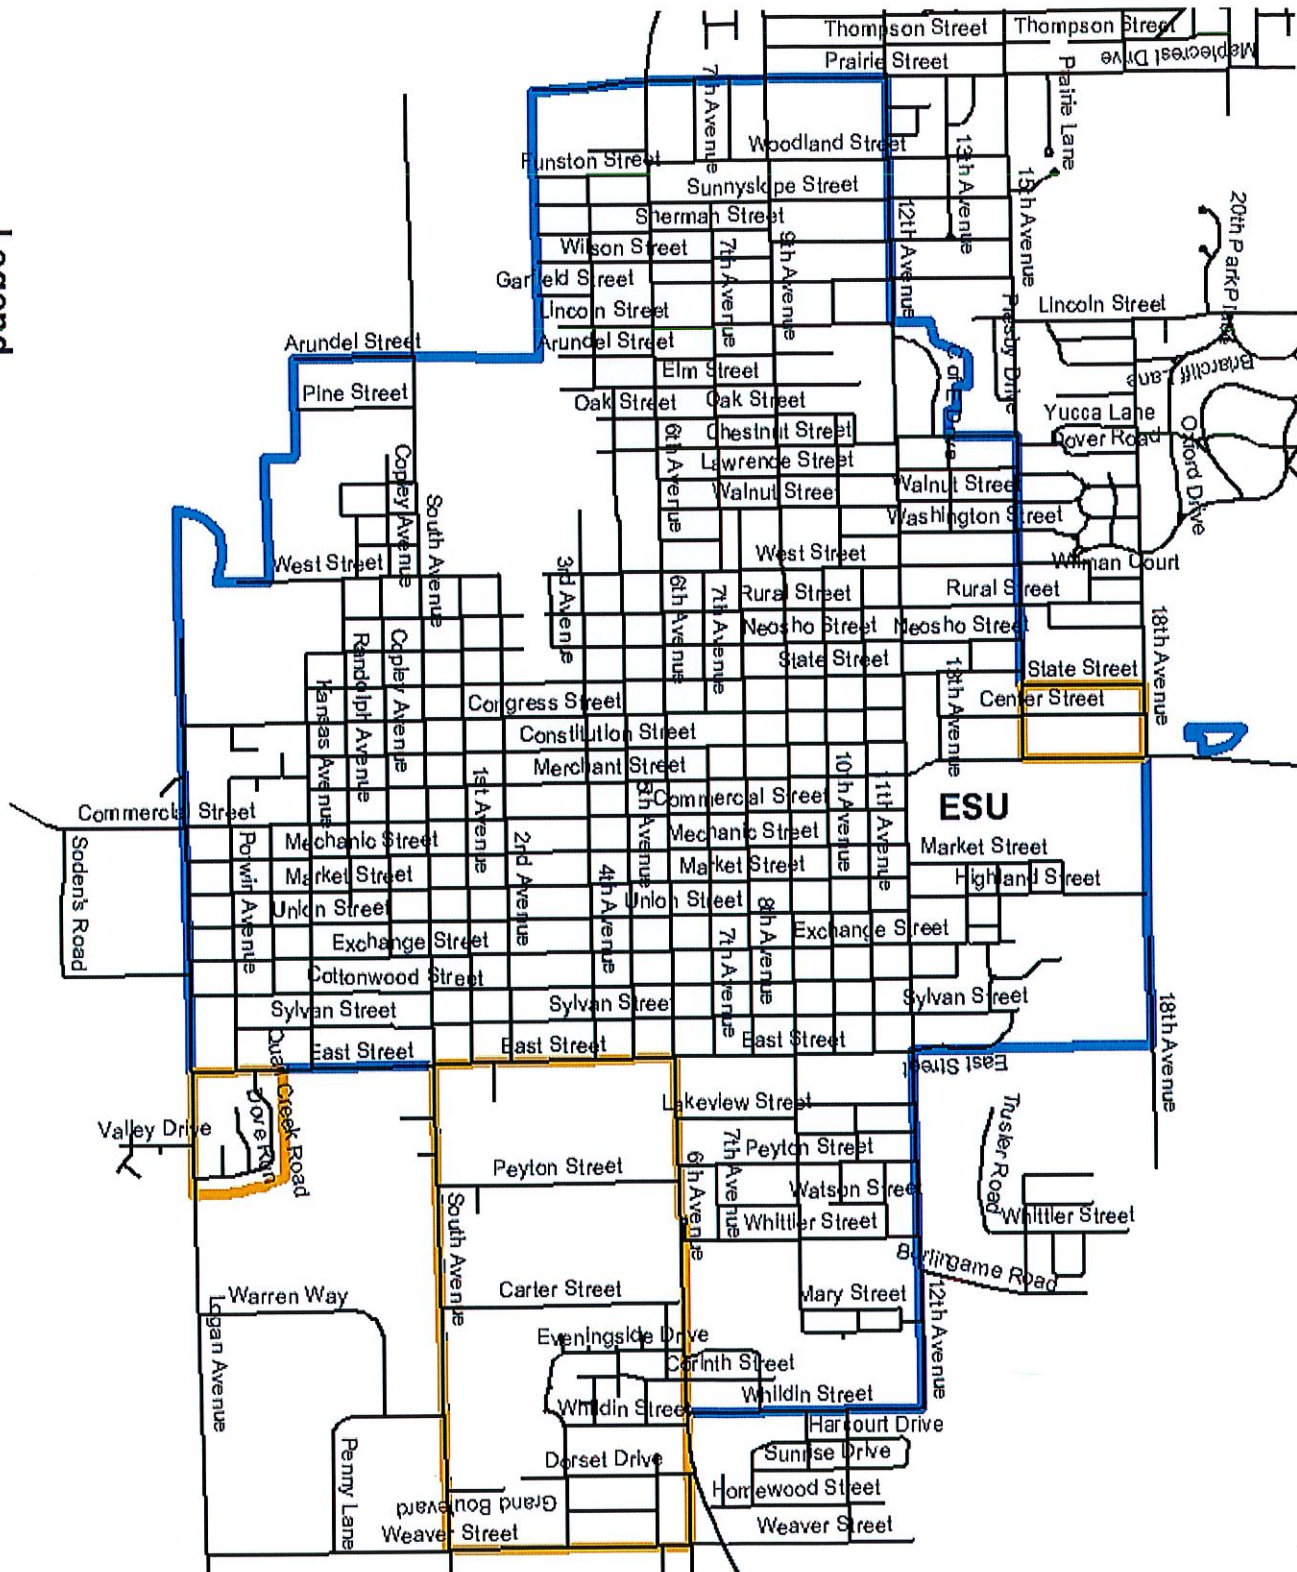 Thompson Street
Thompson Street
Prairie Street
Maplecrest Drive
7th Avenue
Prairie Lane
Woodland Street
13th Avenue
Funston Street
Sunnyslope Street
15th Avenue
Sherman Street
12th Avenue
20th Park Place
Wilson Street
7th Avenue
9th Avenue
Garfield Street
Lincoln Street
Lincoln Street
Arundel Street
Arundel Street
Legend
Elm Street
Briarcliff Lane
Pine Street
Oak Street
Oak Street
Yucca Lane
6th Avenue
Chestnut Street
Dover Road
Oxford Drive
Copley Avenue
Lawrence Street
Walnut Street
Walnut Street
South Avenue
Washington Street
West Street
West Street
Wilman Court
3rd Avenue
6th Avenue
7th Avenue
Rural Street
Rural Street
Neosho Street
Neosho Street
18th Avenue
Randolph Avenue
Copley Avenue
State Street
State Street
Kansas Avenue
Congress Street
13th Avenue
Center Street
Constitution Street
Merchant Street
1st Avenue
10th Avenue
11th Avenue
Commercial Street
5th Avenue
Commercial Street
ESU
Soden's Road
Potwin Avenue
Mechanic Street
2nd Avenue
Mechanic Street
Market Street
Market Street
4th Avenue
Market Street
Highland Street
Union Street
Union Street
8th Avenue
Exchange Street
7th Avenue
Exchange Street
Cottonwood Street
Sylvan Street
Sylvan Street
Sylvan Street
18th Avenue
Quail Creek Road
East Street
East Street
East Street
East Street
Dove Run
Lakeview Street
Trusler Road
Valley Drive
7th Avenue
Peyton Street
Peyton Street
6th Avenue
Watson Street
South Avenue
Whittier Street
Whittier Street
Burlingame Road
Warren Way
Logan Avenue
Carter Street
Mary Street
12th Avenue
Eveningside Drive
Corinth Street
Whildin Street
Whildin Street
Harcourt Drive
Penny Lane
Dorset Drive
Sunrise Drive
Homewood Street
Grand Boulevard
Weaver Street
Weaver Street